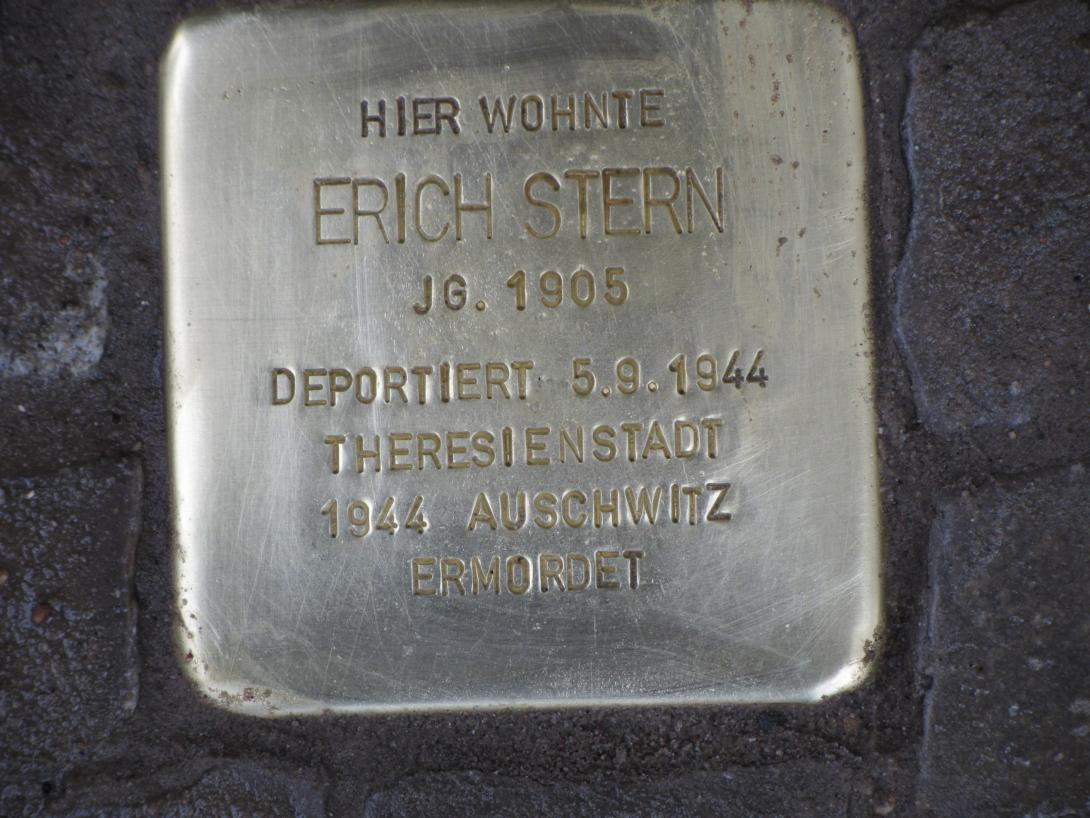 HIER WOHNTE
ERICH STERN
JG. 1905
DEPORTIERT 5.9.1944
THERESIENSTADT
1944 AUSCHWITZ
ERMORDET